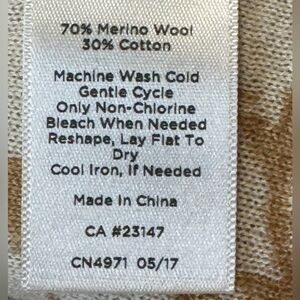 70% Merino Wool
30% Cotton
Machine Wash Cold
Gentle Cycle
Only Non-Chlorine
Bleach When Needed
Reshape, Lay Flat To
Dry
Cool Iron, If Needed
Made In China
CA #23147
CN4971 05/17